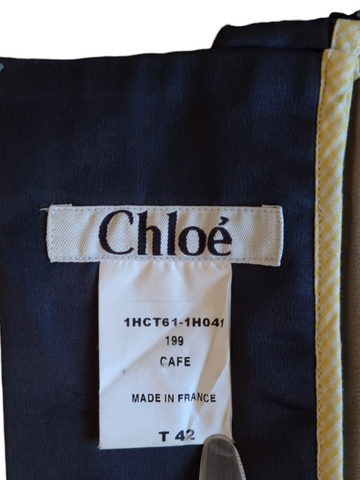 Chloé
1HCT61-1H041
199
CAFE
MADE IN FRANCE
T 42